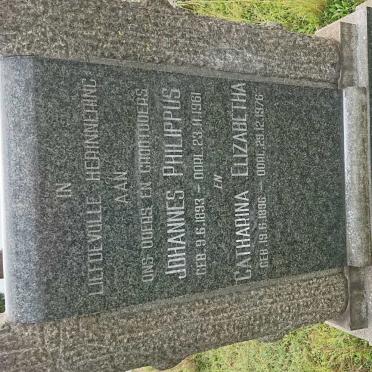 IN
LIEFDEVOLLE HERINNERING
AAN
ONS OUERS EN GROOTOUERS
JOHANNES PHILIPPUS
GEB. 9.6.1893 – OORL. 23.11.1961
EN
CATHARINA ELIZABETHA
GEB. 19.6.1896 – OORL. 29.12.1976